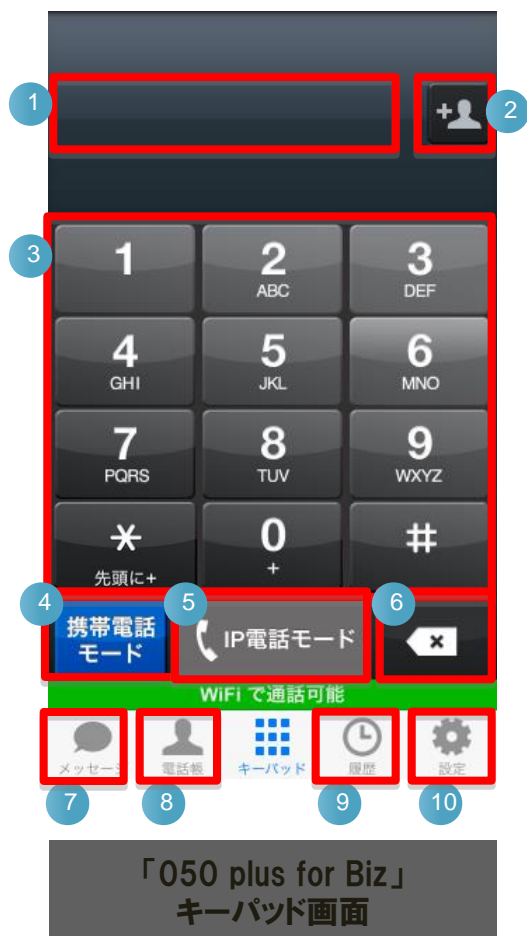 1
2
3
1
2
ABC
3
DEF
4
GHI
5
JKL
6
MNO
7
PQRS
8
TUV
9
WXYZ
*
先頭に+
0
+
#
4
5
6
携帯電話
モード
IP電話モード
WiFi で通話可能
メッセージ
電話帳
キーパッド
履歴
設定
7
8
9
10
「050 plus for Biz」
キーパッド画面